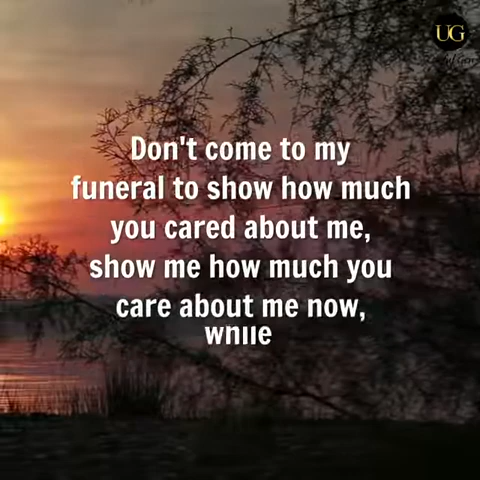 UG
Don't come to my
funeral to show how much
you cared about me,
show me how much you
care about me now,
while